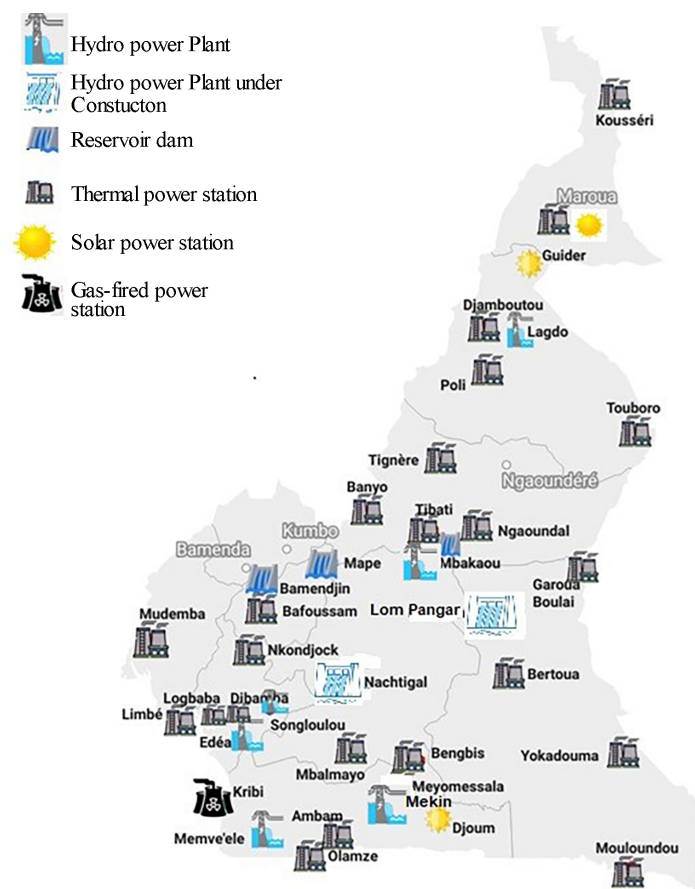 Hydro power Plant
Hydro power Plant under
Constucton
Reservoir dam
Thermal power station
Solar power station
Gas-fired power
station
Kousséri
Maroua
Guider
Djamboutou
Lagdo
Poli
Touboro
Tignère
Ngaoundéré
Banyo
Tibati
Ngaoundal
Kumbo
Bamenda
Mape
Mbakaou
Garoua
Boulai
Bamendjin
Bafoussam
Lom Pangar
Mudemba
Nkondjock
Bertoua
Nachtigal
Logbaba
Dibamba
Limbé
Songloulou
Edéa
Yokadouma
Bengbis
Mbalmayo
Meyomessala
Kribi
Mekin
Ambam
Djoum
Memve'ele
Olamze
Mouloundou